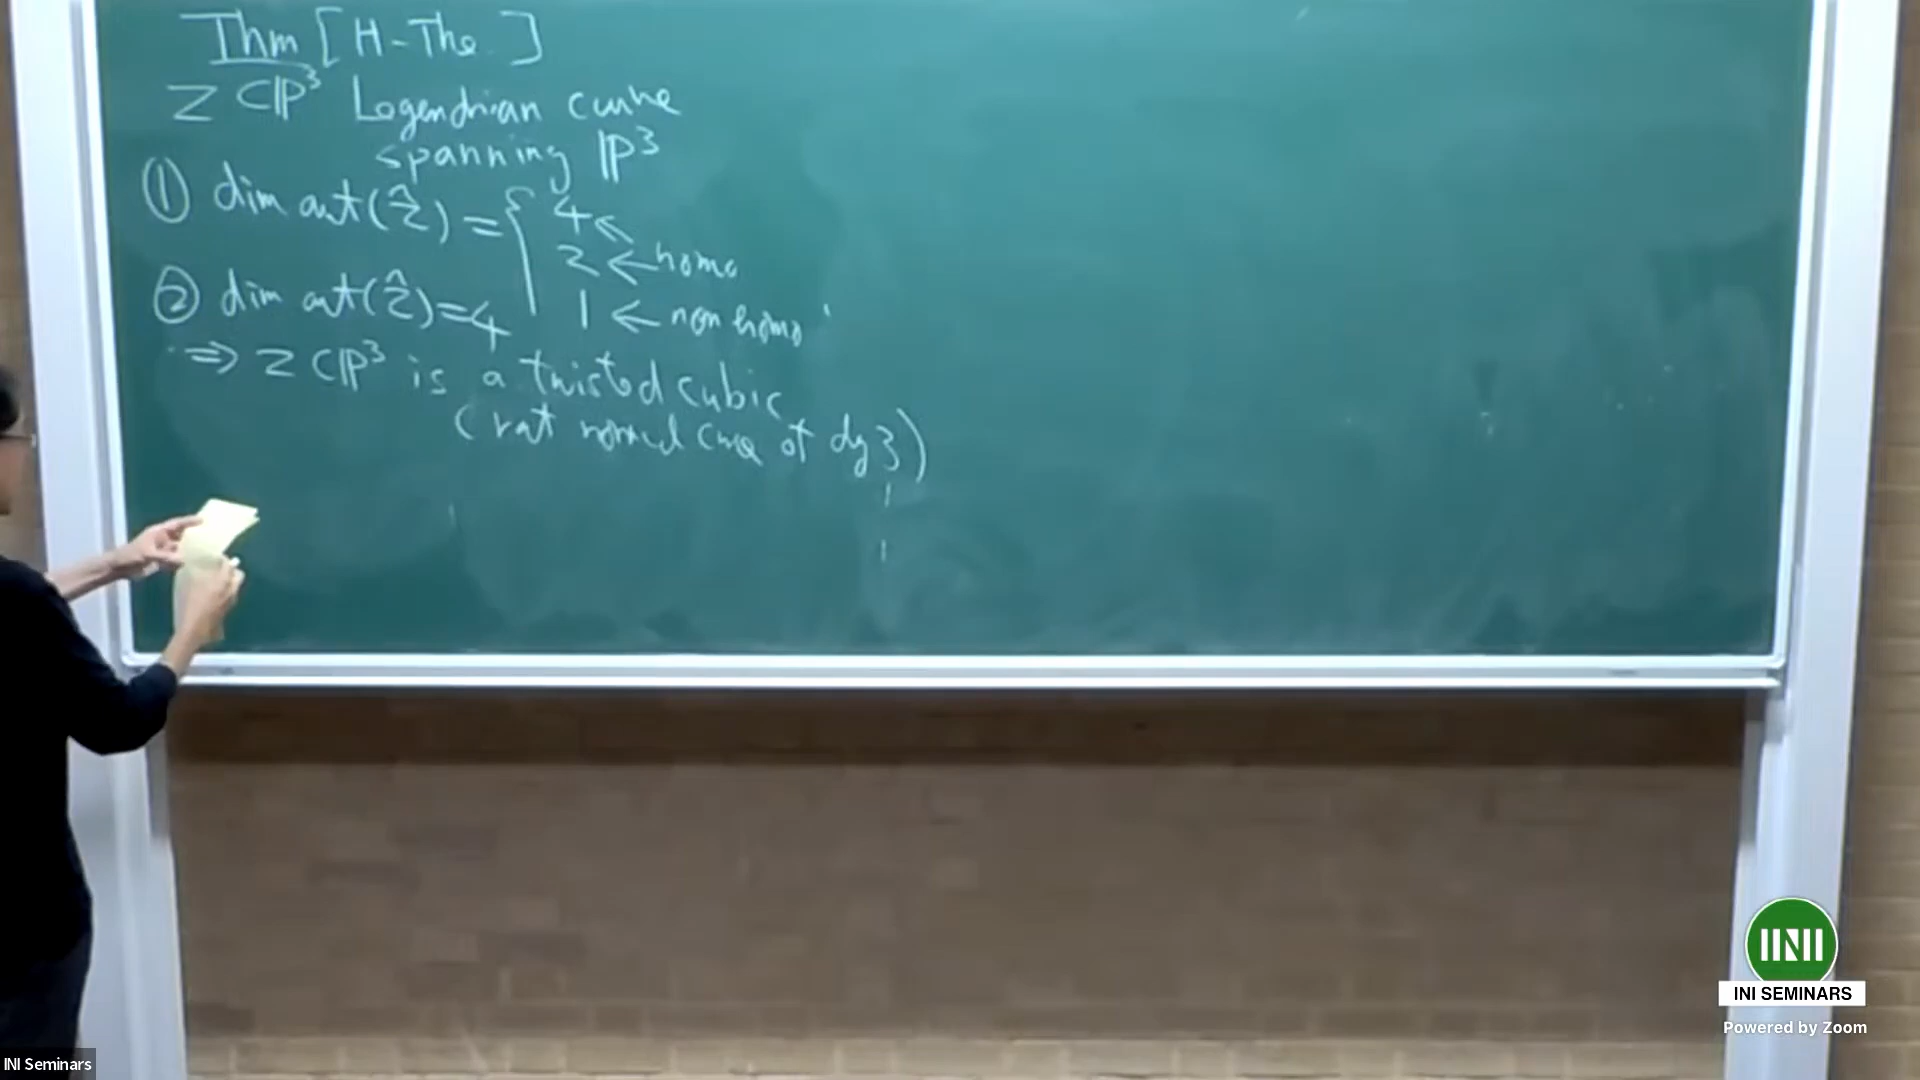 Thm [H-The]
Z ⊂ ℙ³ Legendrian curve
spanning ℙ³
① dim aut(Ẑ) = { 4 ←
2 ← homo
1 ← non homo
② dim aut(Ẑ)=4
⇒ Z ⊂ ℙ³ is a twisted cubic
(rat normal curve of dg 3)
INI SEMINARS
Powered by Zoom
INI Seminars